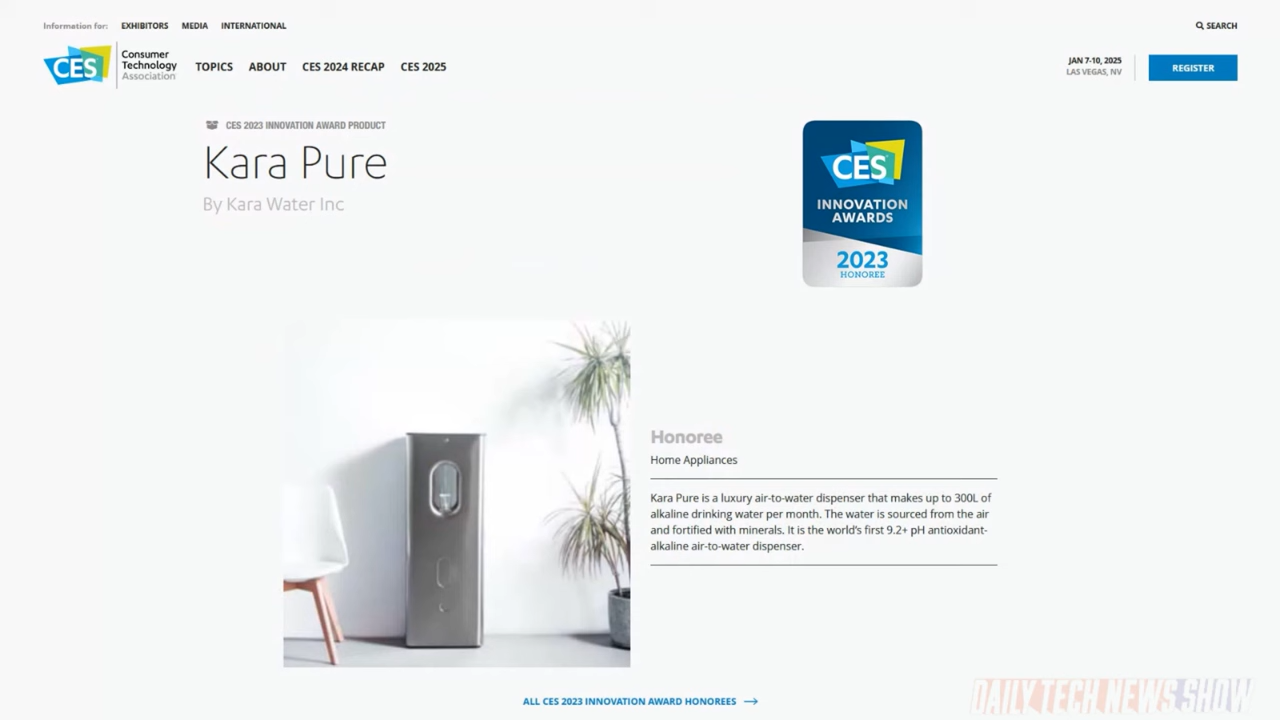 Information for: EXHIBITORS MEDIA INTERNATIONAL
SEARCH
CES Consumer
Technology
Association
TOPICS ABOUT CES 2024 RECAP CES 2025
JAN 7-10, 2025
LAS VEGAS, NV
REGISTER
CES 2023 INNOVATION AWARD PRODUCT
Kara Pure
By Kara Water Inc
CES
INNOVATION
AWARDS
2023
HONOREE
Honoree
Home Appliances
Kara Pure is a luxury air-to-water dispenser that makes up to 300L of
alkaline drinking water per month. The water is sourced from the air
and fortified with minerals. It is the world's first 9.2+ pH antioxidant-
alkaline air-to-water dispenser.
ALL CES 2023 INNOVATION AWARD HONOREES
DAILY TECH NEWS SHOW